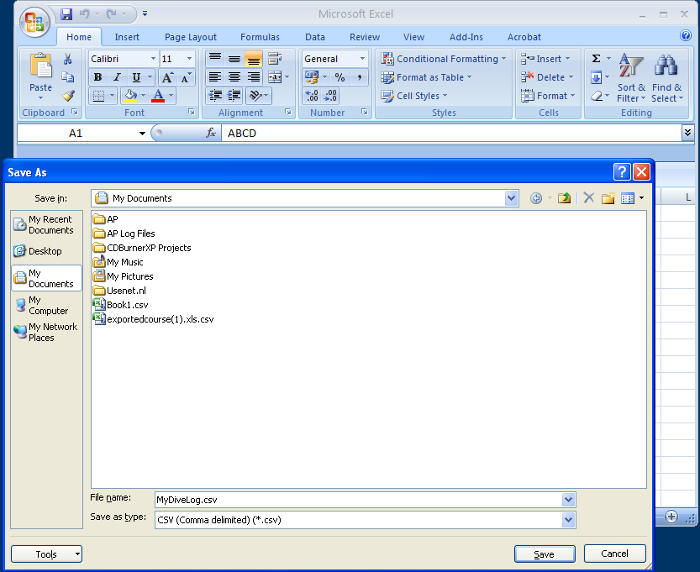 Microsoft Excel
Home Page Layout Formulas Data Review View Add-Ins Acrobat
Calibri 11 General Conditional Formatting Insert Σ
Paste B I U A A % , Format as Table Delete Sort & Find &
A .00 .0 Cell Styles Format Filter Select
Clipboard Font Alignment Number Styles Cells Editing
A1 fx ABCD
Save As
Save in: My Documents
L
My Recent Documents
Desktop
My Documents
My Computer
My Network Places
AP
AP Log Files
CDBurnerXP Projects
My Music
My Pictures
Usenet.nl
Book1.csv
exportedcourse(1).xls.csv
File name: MyDiveLog.csv
Save as type: CSV (Comma delimited) (*.csv)
Tools Save Cancel